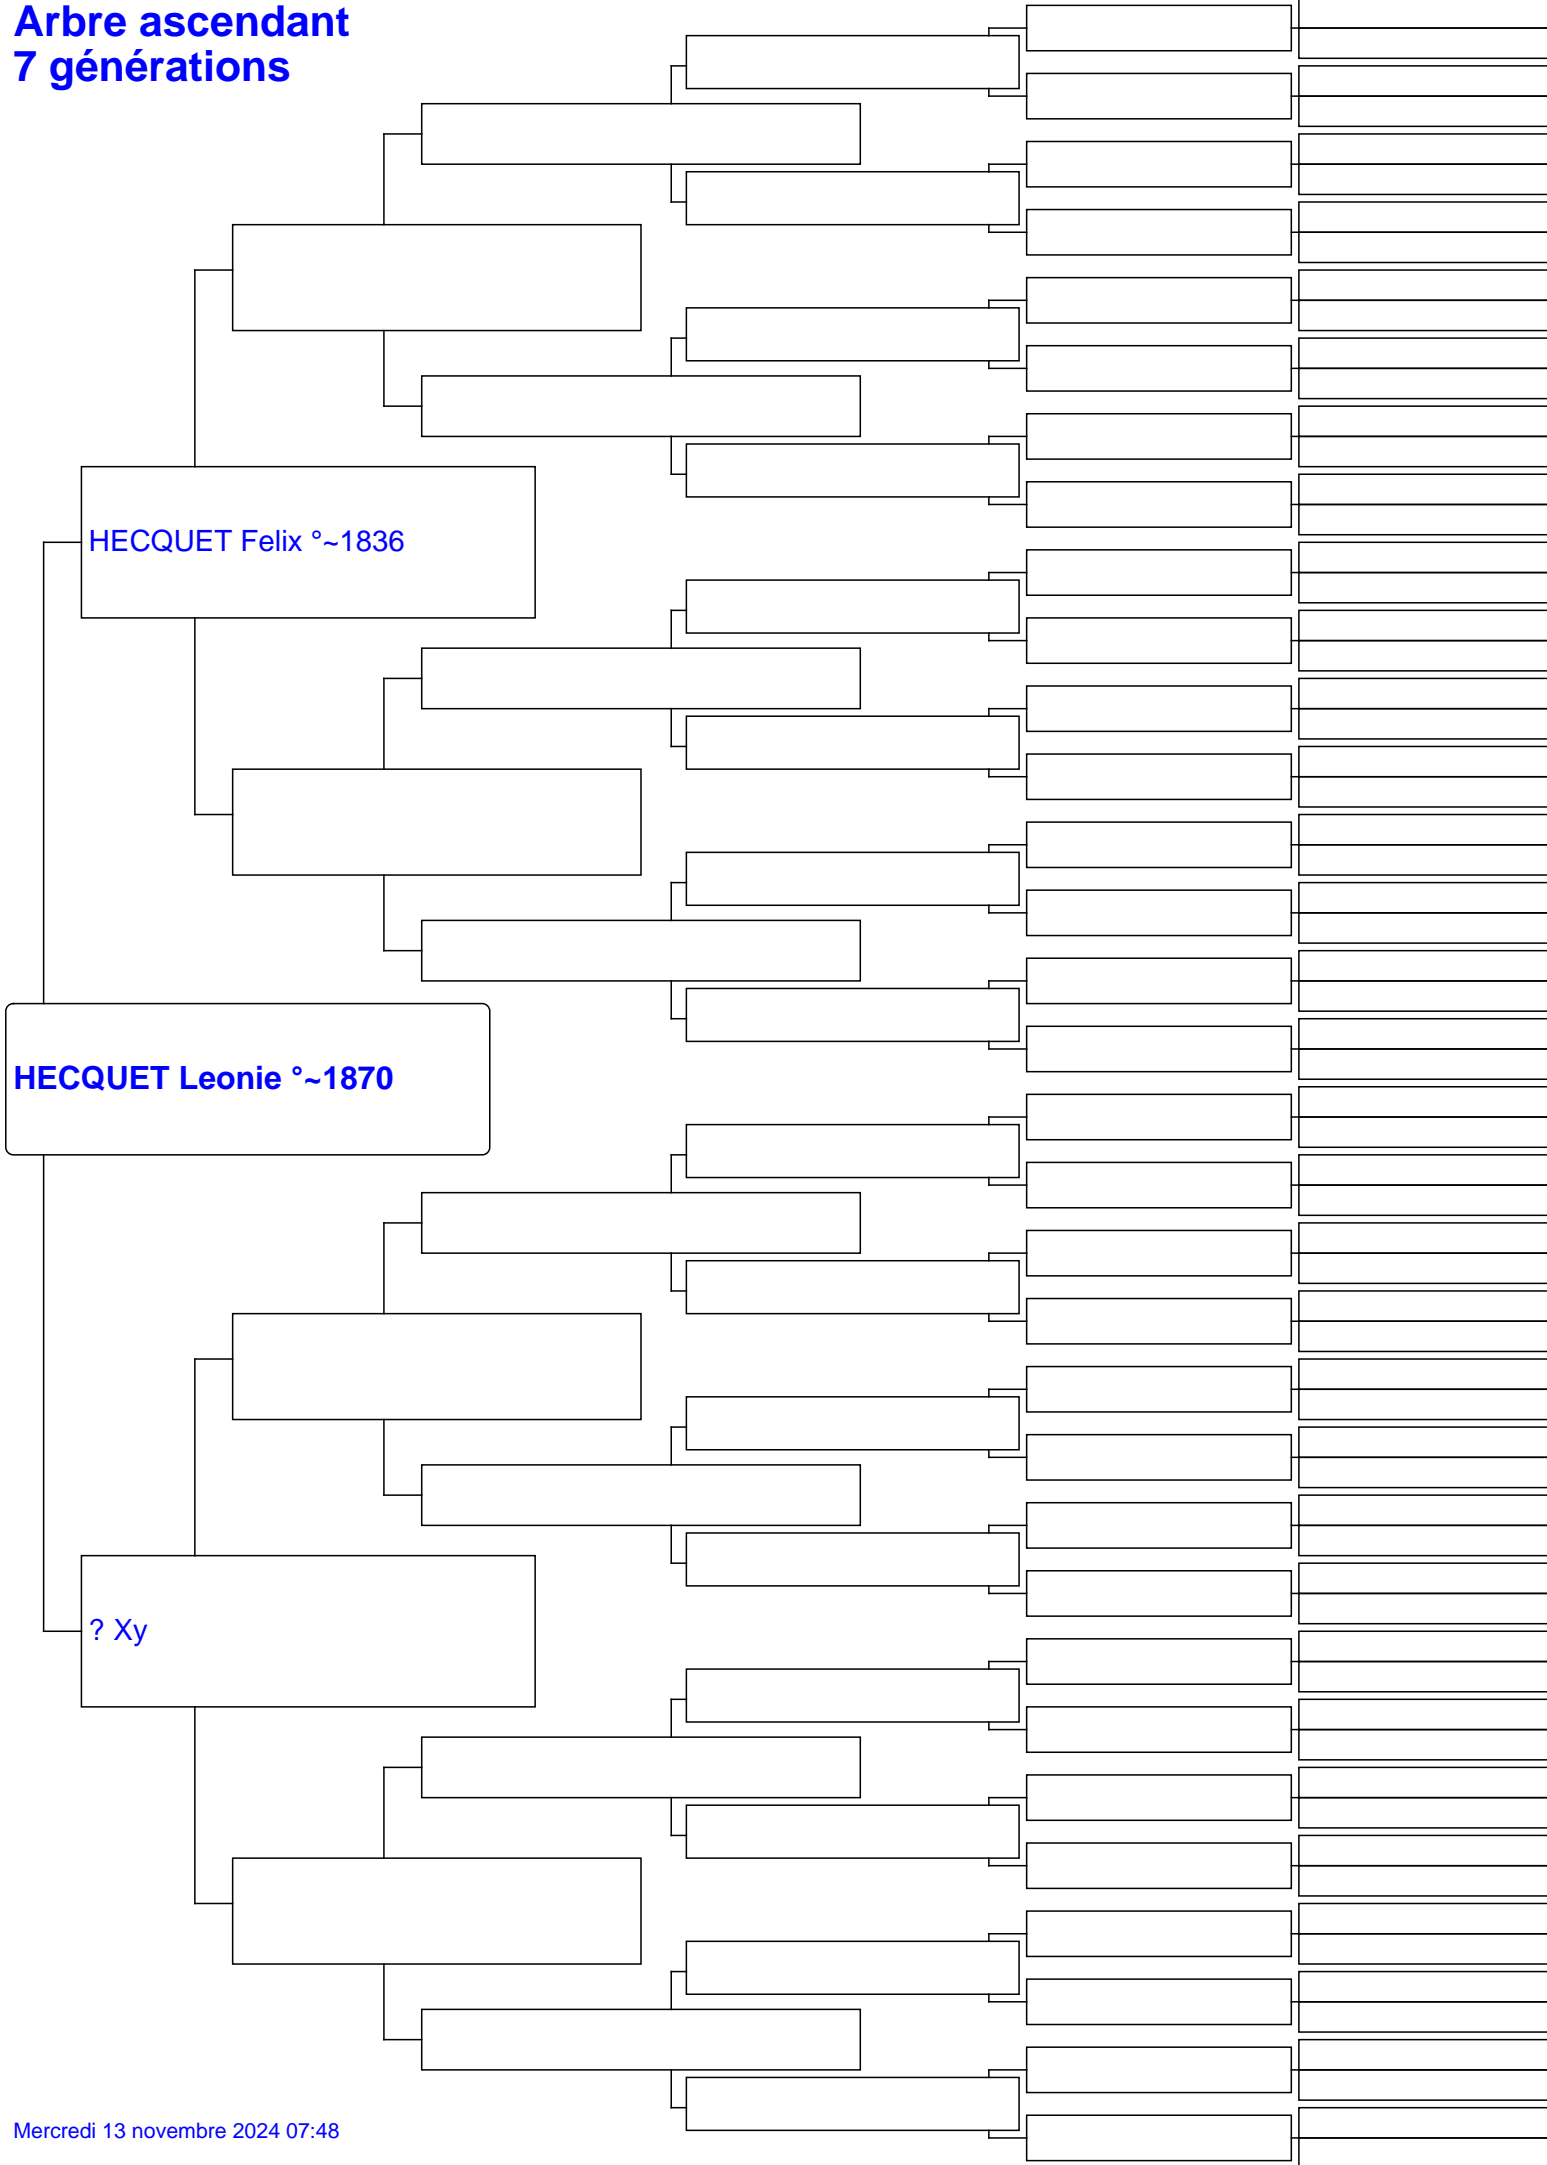 Arbre ascendant
7 générations
HECQUET Felix °~1836
HECQUET Leonie °~1870
? Xy
Mercredi 13 novembre 2024 07:48